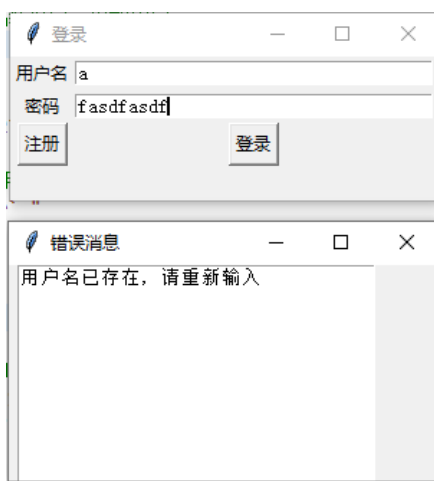 登录
用户名 a
密码 fasdfasdf
注册 登录
错误消息
用户名已存在，请重新输入